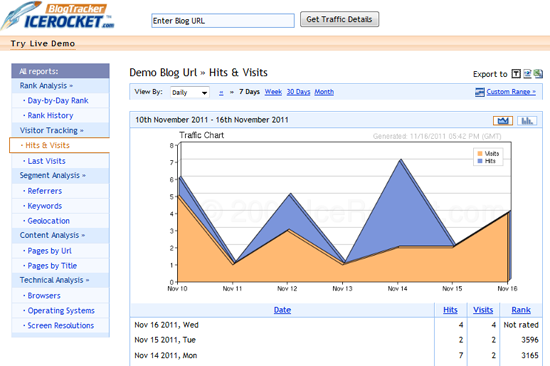 BlogTracker
ICEROCKET.com
Enter Blog URL
Get Traffic Details
Try Live Demo
All reports:
Rank Analysis »
Day-by-Day Rank
Rank History
Visitor Tracking »
Hits & Visits
Last Visits
Segment Analysis »
Referrers
Keywords
Geolocation
Content Analysis »
Pages by Url
Pages by Title
Technical Analysis »
Browsers
Operating Systems
Screen Resolutions
Demo Blog Url » Hits & Visits
Export to
View By: Daily « » 7 Days Week 30 Days Month
Custom Range »
10th November 2011 - 16th November 2011
Traffic Chart
Generated: 11/16/2011 05:42 PM (GMT)
Visits
Hits
8
7
6
5
4
3
2
1
0
Nov 10 Nov 11 Nov 12 Nov 13 Nov 14 Nov 15 Nov 16
Date Hits Visits Rank
Nov 16 2011, Wed 4 4 Not rated
Nov 15 2011, Tue 2 2 3596
Nov 14 2011, Mon 7 2 3165